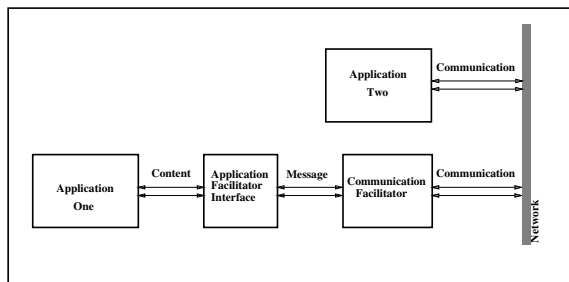 Application
Two
Communication
Application
One
Content
Application
Facilitator
Interface
Message
Communication
Facilitator
Communication
Network